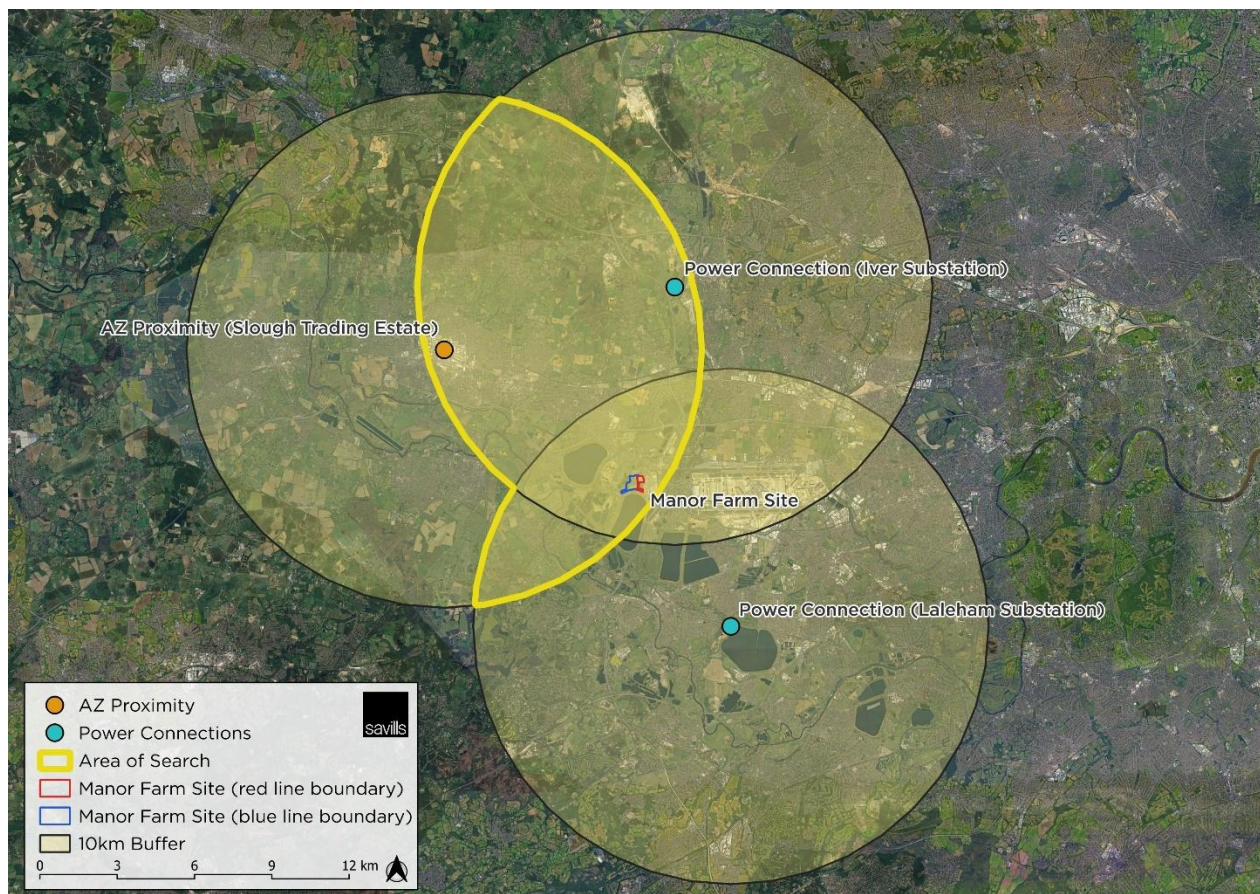 Power Connection (Iver Substation)
AZ Proximity (Slough Trading Estate)
Manor Farm Site
Power Connection (Laleham Substation)
AZ Proximity
savills
Power Connections
Area of Search
Manor Farm Site (red line boundary)
Manor Farm Site (blue line boundary)
10km Buffer
0 3 6 9 12 km